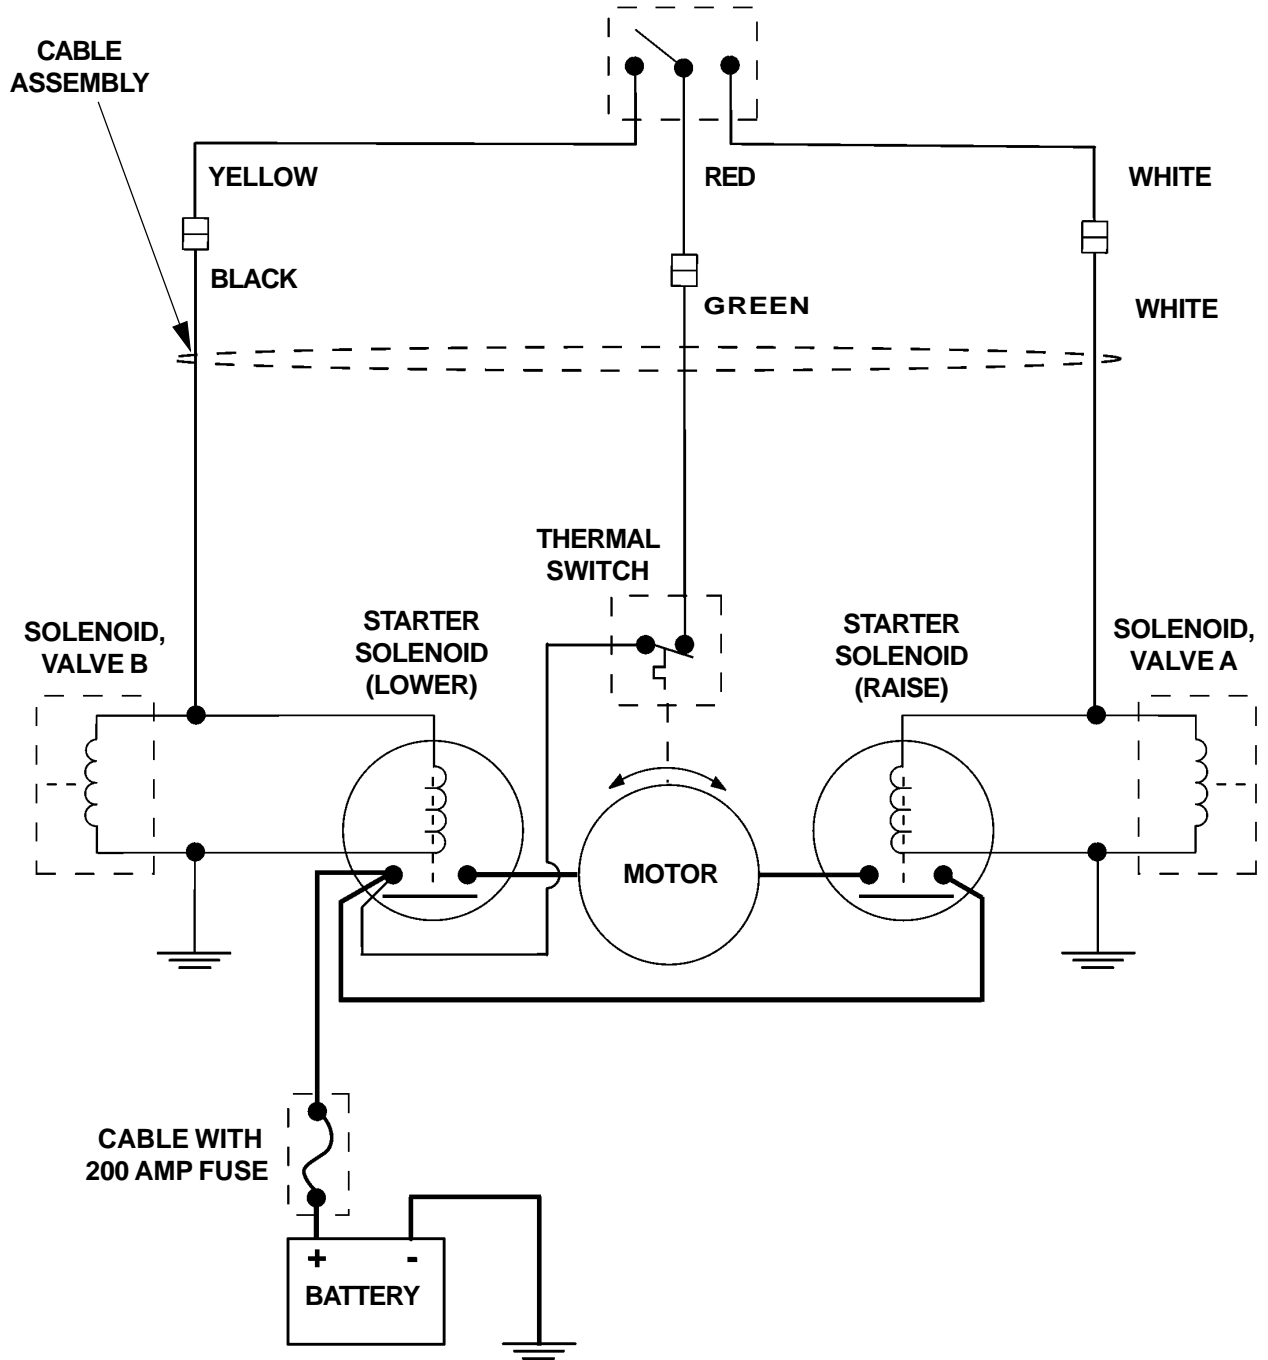 CABLE
ASSEMBLY
YELLOW
RED
WHITE
BLACK
GREEN
WHITE
THERMAL
SWITCH
SOLENOID,
VALVE B
STARTER
SOLENOID
(LOWER)
STARTER
SOLENOID
(RAISE)
SOLENOID,
VALVE A
MOTOR
CABLE WITH
200 AMP FUSE
+ -
BATTERY